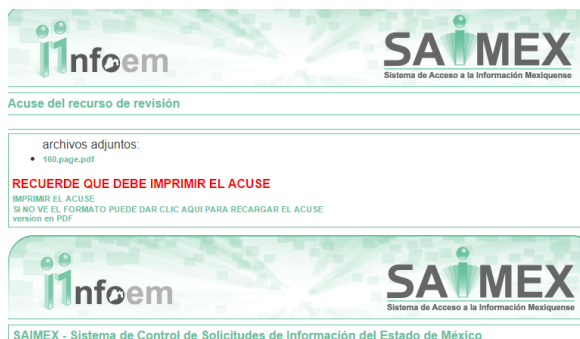 infoem
SAIMEX
Sistema de Acceso a la Información Mexiquense
Acuse del recurso de revisión
archivos adjuntos:
160.page.pdf
RECUERDE QUE DEBE IMPRIMIR EL ACUSE
IMPRIMIR EL ACUSE
SI NO VE EL FORMATO PUEDE DAR CLIC AQUI PARA RECARGAR EL ACUSE
version en PDF
infoem
SAIMEX
Sistema de Acceso a la Información Mexiquense
SAIMEX - Sistema de Control de Solicitudes de Información del Estado de México